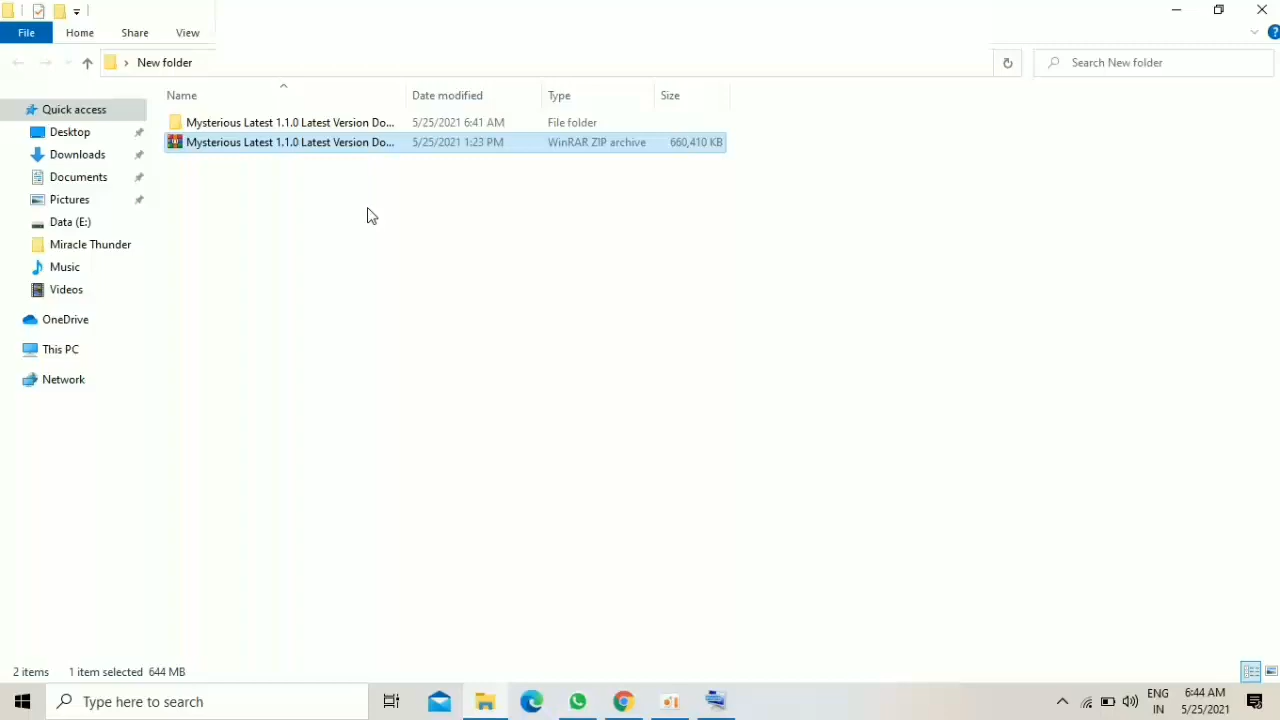 File Home Share View
New folder
Search New folder
Name Date modified Type Size
Quick access
Mysterious Latest 1.1.0 Latest Version Do... 5/25/2021 6:41 AM File folder
Desktop
Mysterious Latest 1.1.0 Latest Version Do... 5/25/2021 1:23 PM WinRAR ZIP archive 660,410 KB
Downloads
Documents
Pictures
Data (E:)
Miracle Thunder
Music
Videos
OneDrive
This PC
Network
2 items 1 item selected 644 MB
Type here to search
ENG 6:44 AM
IN 5/25/2021